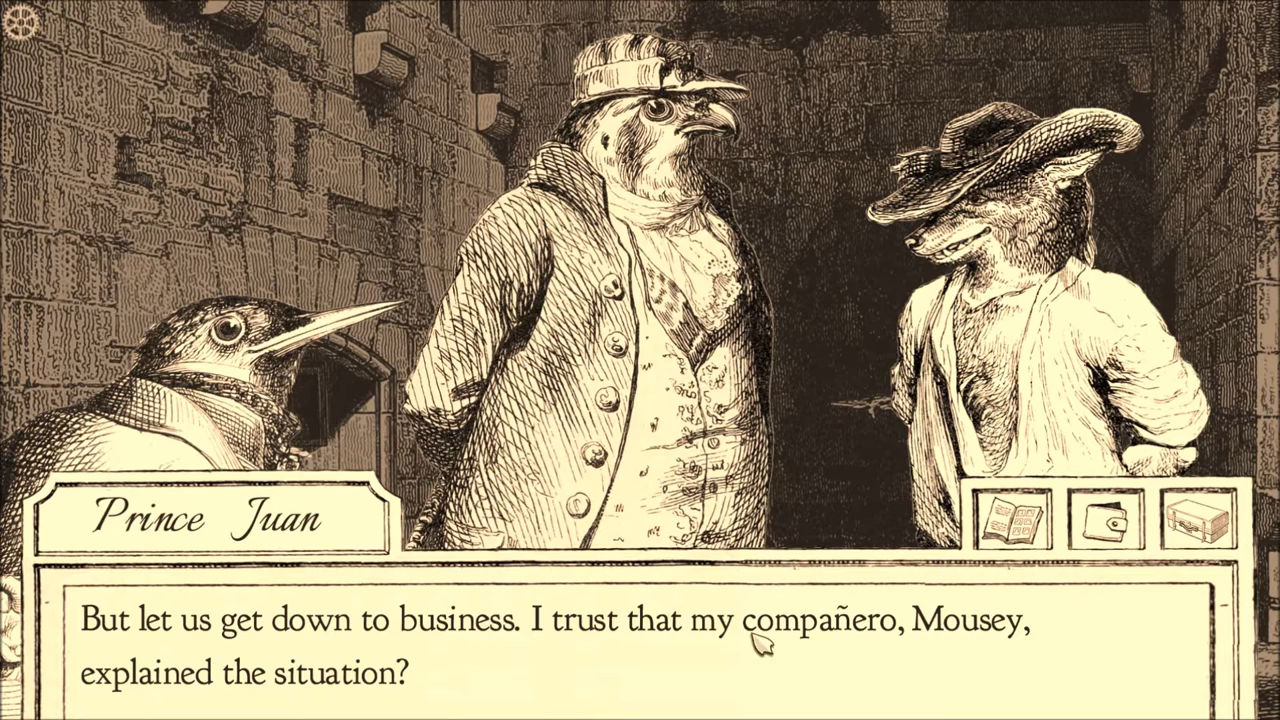 Prince Juan
But let us get down to business. I trust that my compañero, Mousey,
explained the situation?